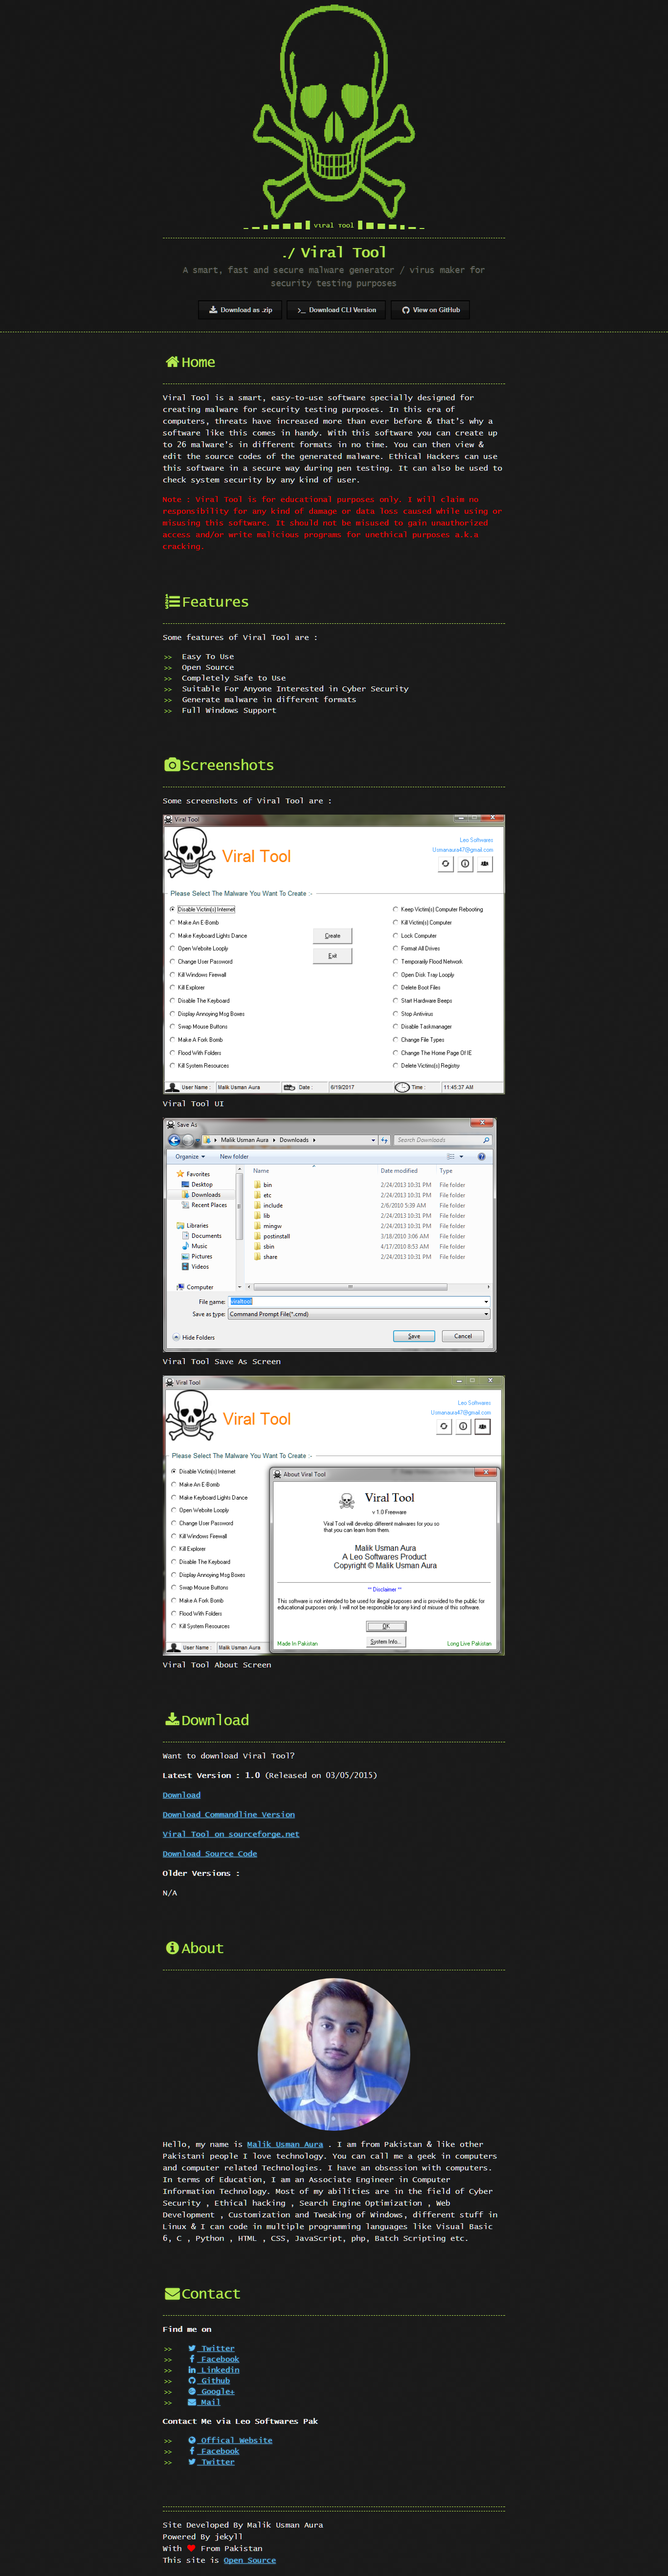 Viral Tool
./ Viral Tool
A smart, fast and secure malware generator / virus maker for
security testing purposes
Download as .zip
>_ Download CLI Version
View on GitHub
Home
Viral Tool is a smart, easy-to-use software specially designed for
creating malware for security testing purposes. In this era of
computers, threats have increased more than ever before & that's why a
software like this comes in handy. With this software you can create up
to 26 malware's in different formats in no time. You can then view &
edit the source codes of the generated malware. Ethical Hackers can use
this software in a secure way during pen testing. It can also be used to
check system security by any kind of user.
Note : Viral Tool is for educational purposes only. I will claim no
responsibility for any kind of damage or data loss caused while using or
misusing this software. It should not be misused to gain unauthorized
access and/or write malicious programs for unethical purposes a.k.a
cracking.
Features
Some features of Viral Tool are :
>> Easy To Use
>> Open Source
>> Completely Safe to Use
>> Suitable For Anyone Interested in Cyber Security
>> Generate malware in different formats
>> Full Windows Support
Screenshots
Some screenshots of Viral Tool are :
Viral Tool
Viral Tool
Leo Softwares
Usmanaura47@gmail.com
Please Select The Malware You Want To Create :-
Disable Victim(s) Internet
Make An E-Bomb
Make Keyboard Lights Dance
Open Website Looply
Change User Password
Kill Windows Firewall
Kill Explorer
Disable The Keyboard
Display Annoying Msg Boxes
Swap Mouse Buttons
Make A Fork Bomb
Flood With Folders
Kill System Resources
Create
Exit
Keep Victim(s) Computer Rebooting
Kill Victim(s) Computer
Lock Computer
Format All Drives
Temporarily Flood Network
Open Disk Tray Looply
Delete Boot Files
Start Hardware Beeps
Stop Antivirus
Disable Taskmanager
Change File Types
Change The Home Page Of IE
Delete Victim(s) Registry
User Name : Malik Usman Aura Date : 6/19/2017 Time : 11:45:37 AM
Viral Tool UI
Save As
Malik Usman Aura Downloads
Search Downloads
Organize New folder
Favorites
Desktop
Downloads
Recent Places
Libraries
Documents
Music
Pictures
Videos
Computer
Name Date modified Type
bin 2/24/2013 10:31 PM File folder
etc 2/24/2013 10:31 PM File folder
include 2/6/2010 5:39 AM File folder
lib 2/24/2013 10:31 PM File folder
mingw 2/24/2013 10:31 PM File folder
postinstall 3/18/2010 3:06 AM File folder
sbin 4/17/2010 8:53 AM File folder
share 2/24/2013 10:31 PM File folder
File name: viraltool
Save as type: Command Prompt File(*.cmd)
Hide Folders
Save
Cancel
Viral Tool Save As Screen
Viral Tool
Viral Tool
Leo Softwares
Usmanaura47@gmail.com
Please Select The Malware You Want To Create :-
Disable Victim(s) Internet
Make An E-Bomb
Make Keyboard Lights Dance
Open Website Looply
Change User Password
Kill Windows Firewall
Kill Explorer
Disable The Keyboard
Display Annoying Msg Boxes
Swap Mouse Buttons
Make A Fork Bomb
Flood With Folders
Kill System Resources
User Name : Malik Usman Aura
About Viral Tool
Viral Tool
v 1.0 Freeware
Viral Tool will develop different malwares for you so
that you can learn from them.
Malik Usman Aura
A Leo Softwares Product
Copyright © Malik Usman Aura
** Disclaimer **
This software is not intended to be used for illegal purposes and is provided to the public for
educational purposes only. I will not be responsible for any kind of misuse of this software.
OK
System Info...
Made In Pakistan
Long Live Pakistan
Viral Tool About Screen
Download
Want to download Viral Tool?
Latest Version : 1.0 (Released on 03/05/2015)
Download
Download Commandline Version
Viral Tool on sourceforge.net
Download Source Code
Older Versions :
N/A
About
Hello, my name is Malik Usman Aura . I am from Pakistan & like other
Pakistani people I love technology. You can call me a geek in computers
and computer related Technologies. I have an obsession with computers.
In terms of Education, I am an Associate Engineer in Computer
Information Technology. Most of my abilities are in the field of Cyber
Security , Ethical hacking , Search Engine Optimization , Web
Development , Customization and Tweaking of Windows, different stuff in
Linux & I can code in multiple programming languages like Visual Basic
6, C , Python , HTML , CSS, JavaScript, php, Batch Scripting etc.
Contact
Find me on
>> Twitter
>> Facebook
>> Linkedin
>> Github
>> Google+
>> Mail
Contact Me via Leo Softwares Pak
>> Offical Website
>> Facebook
>> Twitter
Site Developed By Malik Usman Aura
Powered By jekyll
With ❤ From Pakistan
This site is Open Source